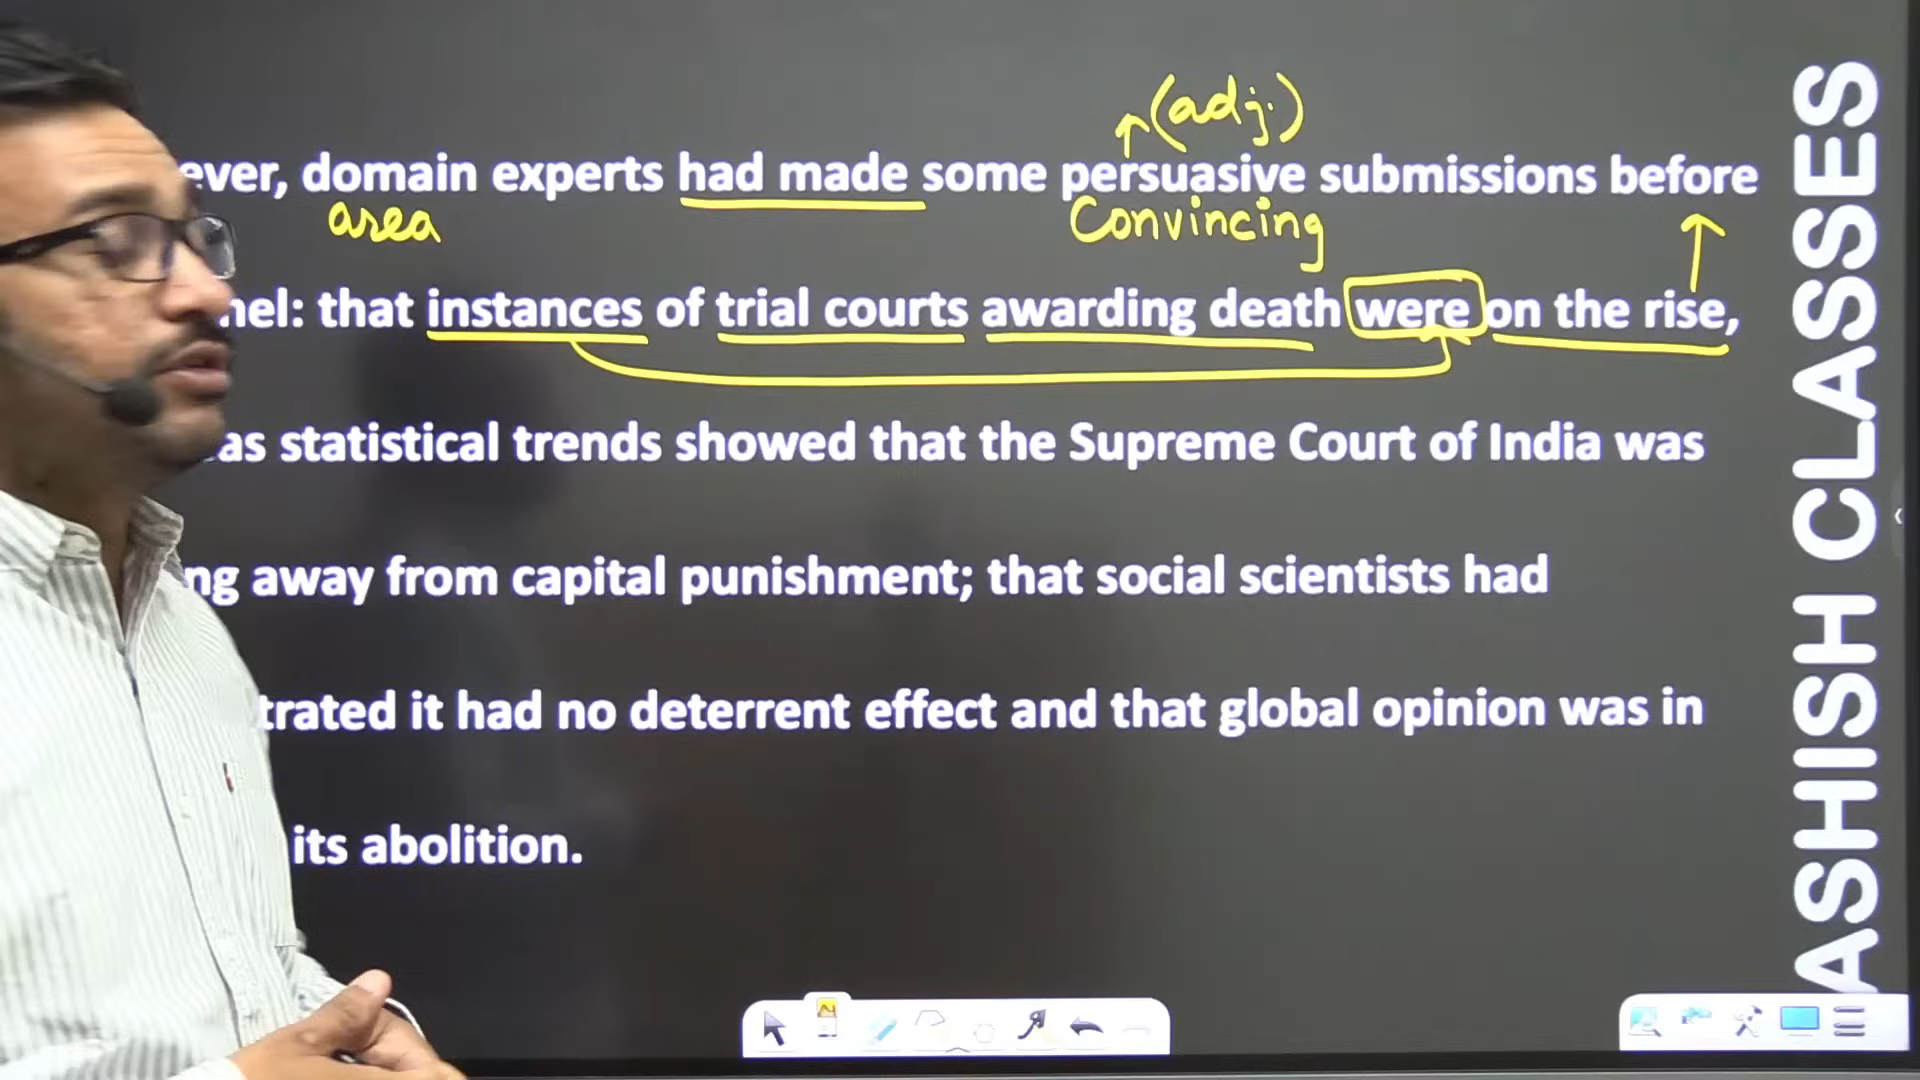 (adj.)
ever, domain experts had made some persuasive submissions before
area convincing
nel: that instances of trial courts awarding death were on the rise,
as statistical trends showed that the Supreme Court of India was
ng away from capital punishment; that social scientists had
trated it had no deterrent effect and that global opinion was in
its abolition.
ASHISH CLASSES